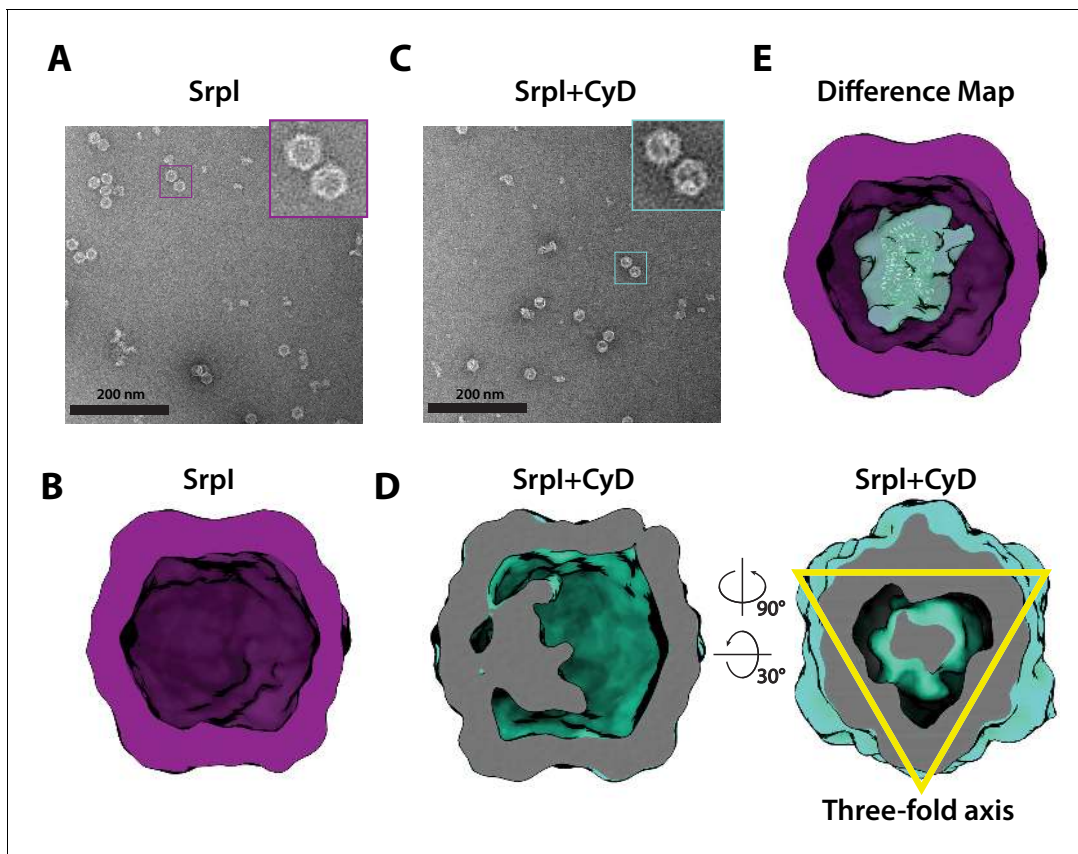 A
SrpI
200 nm
C
SrpI+CyD
200 nm
E
Difference Map
B
SrpI
D
SrpI+CyD
90°
30°
SrpI+CyD
Three-fold axis